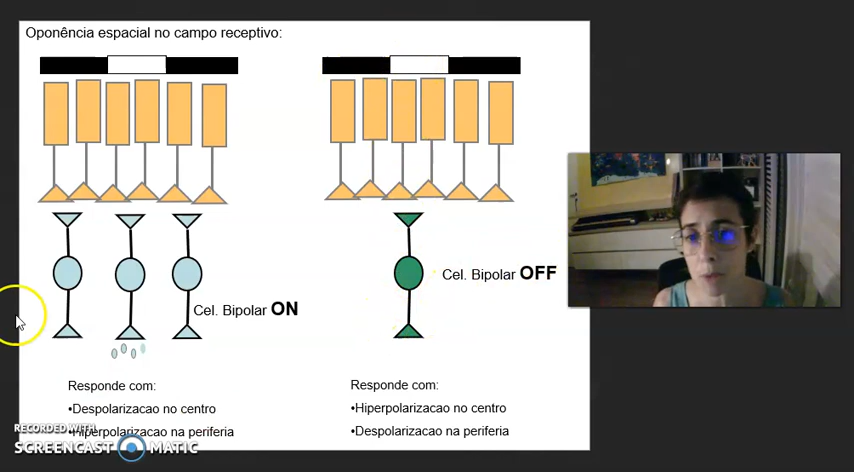 Oponência espacial no campo receptivo:
Cel. Bipolar ON
Cel. Bipolar OFF
Responde com:
•Despolarizacao no centro
•Hiperpolarizacao na periferia
Responde com:
•Hiperpolarizacao no centro
•Despolarização na periferia
RECORDED WITH
SCREENCAST MATIC